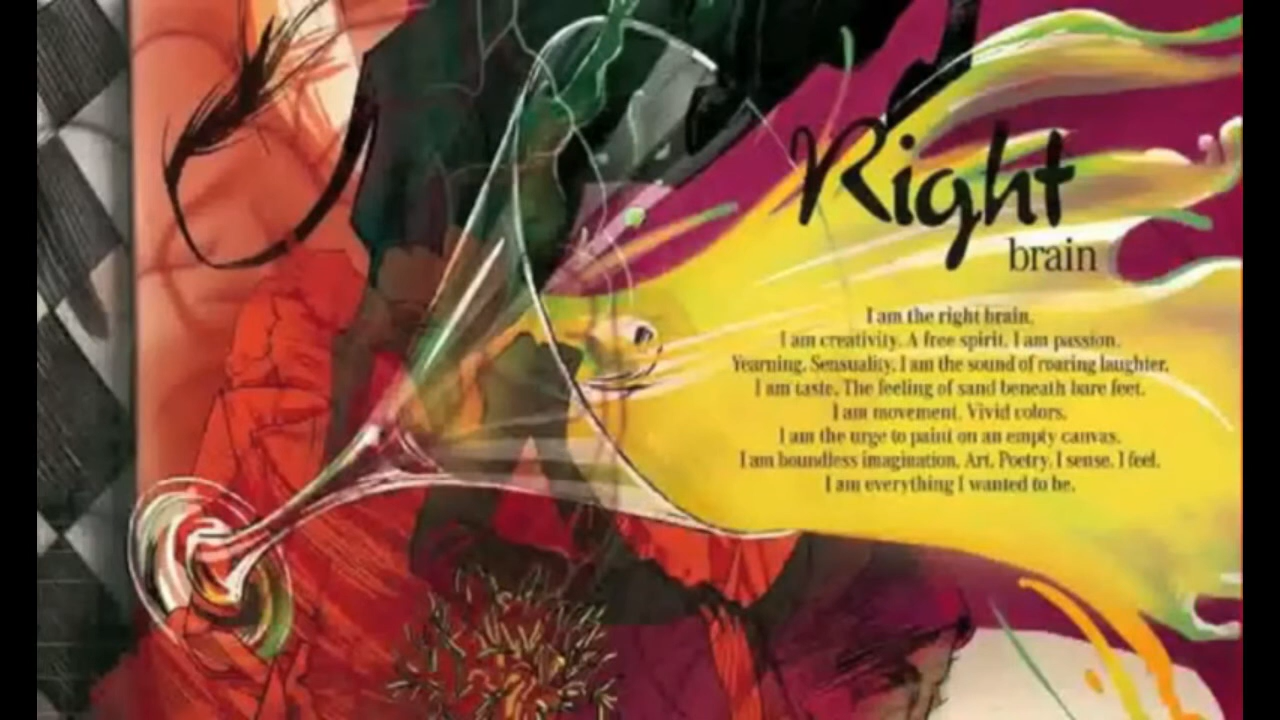 Right
brain
I am the right brain.
I am creativity. A free spirit. I am passion.
Yearning. Sensuality. I am the sound of roaring laughter.
I am taste. The feeling of sand beneath bare feet.
I am movement. Vivid colors.
I am the urge to paint on an empty canvas.
I am boundless imagination. Art. Poetry. I sense. I feel.
I am everything I wanted to be.